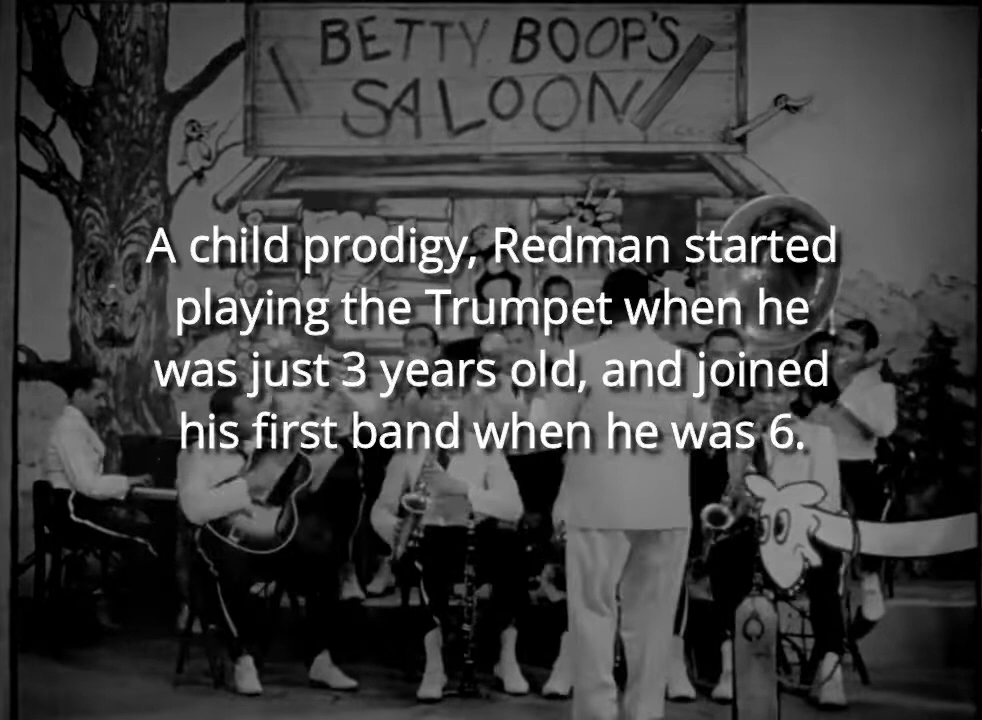 BETTY BOOP'S
SALOON
A child prodigy, Redman started
playing the Trumpet when he
was just 3 years old, and joined
his first band when he was 6.